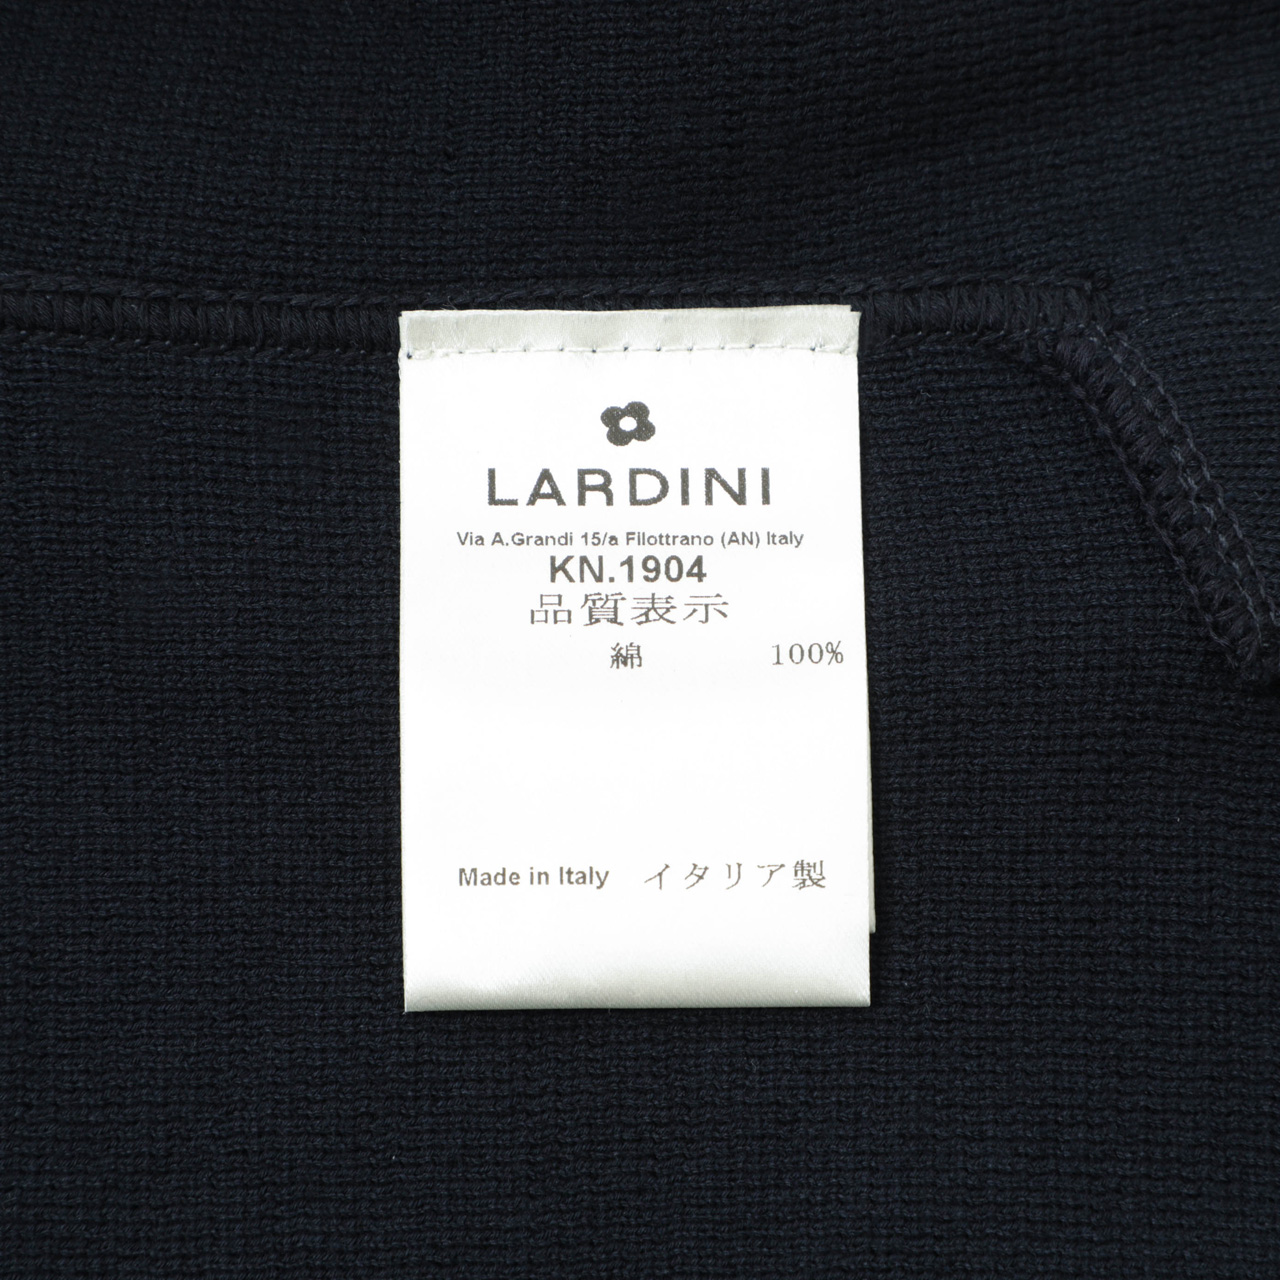 LARDINI
Via A.Grandi 15/a Filottrano (AN) Italy
KN.1904
品質表示
綿 100%
Made in Italy イタリア製